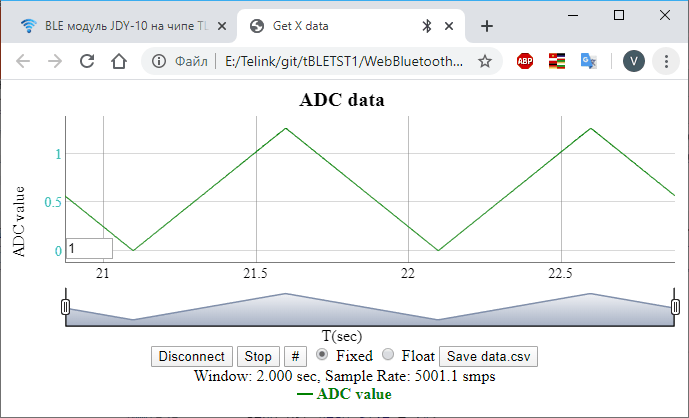 BLE модуль JDY-10 на чипе TL
Get X data
Файл
E:/Telink/git/tBLETST1/WebBluetooth...
ABP
V
ADC data
ADC value
1
0.5
0
1
21
21.5
22
22.5
T(sec)
Disconnect Stop # Fixed Float Save data.csv
Window: 2.000 sec, Sample Rate: 5001.1 smps
ADC value